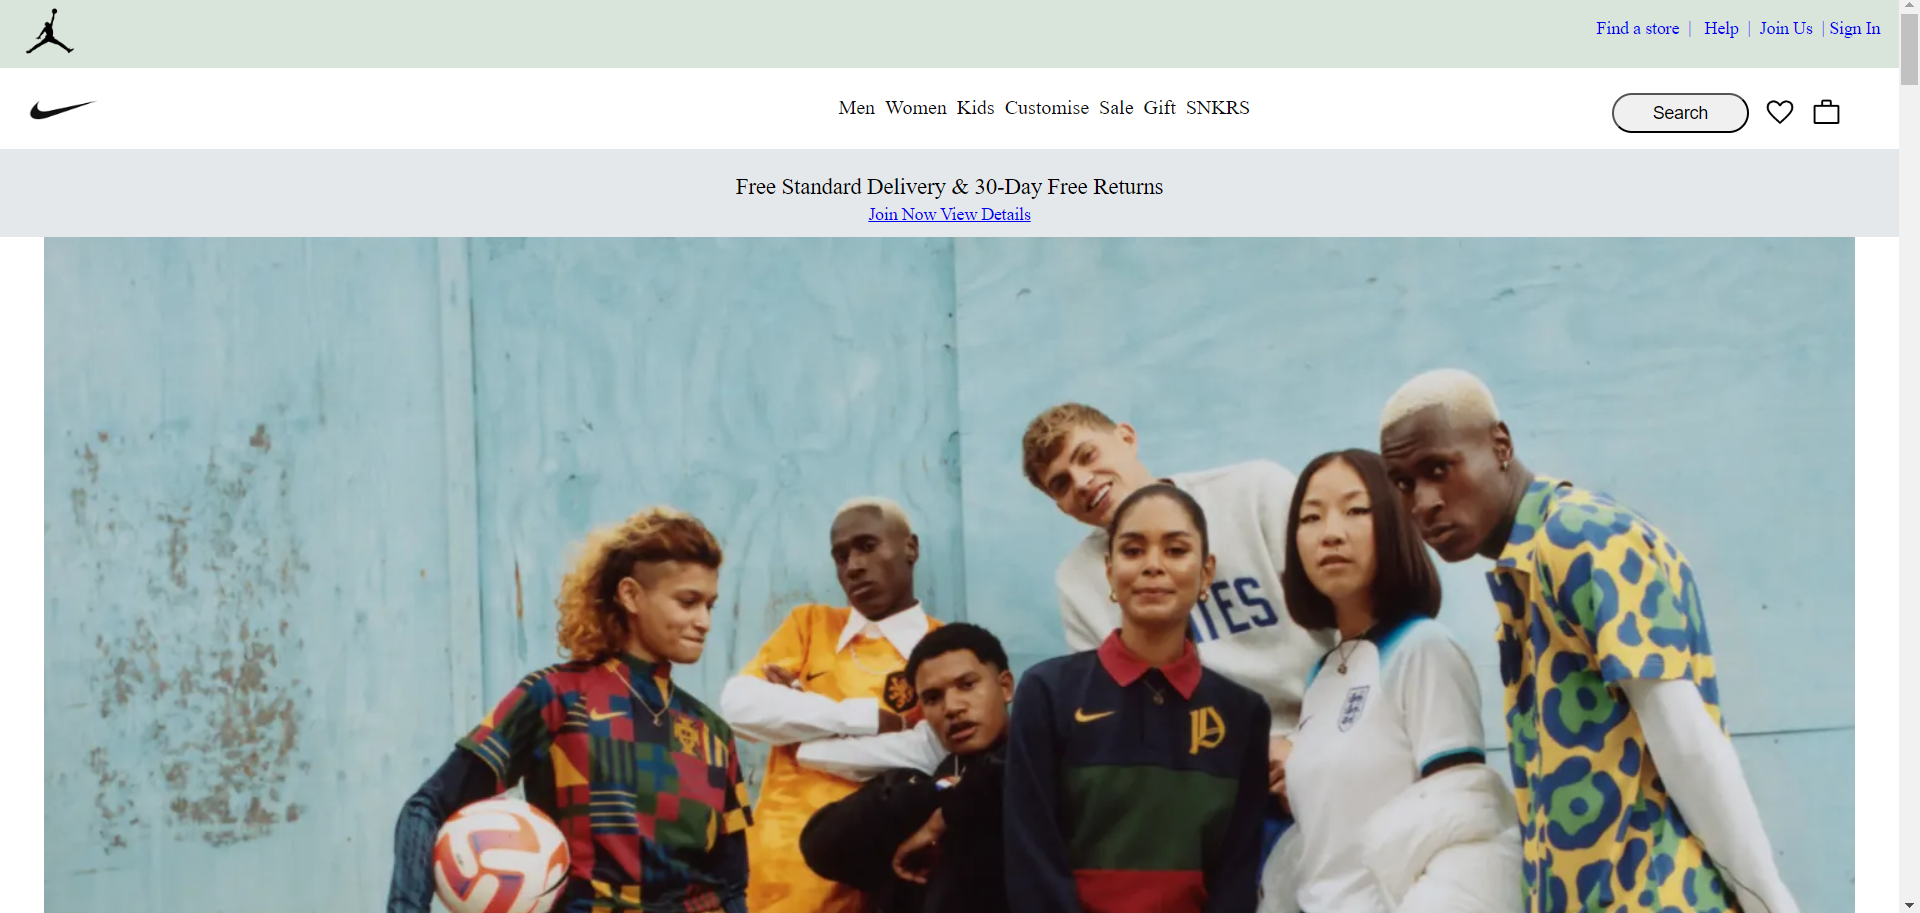 Find a store | Help | Join Us | Sign In
Men Women Kids Customise Sale Gift SNKRS
Search
Free Standard Delivery & 30-Day Free Returns
Join Now View Details
TES